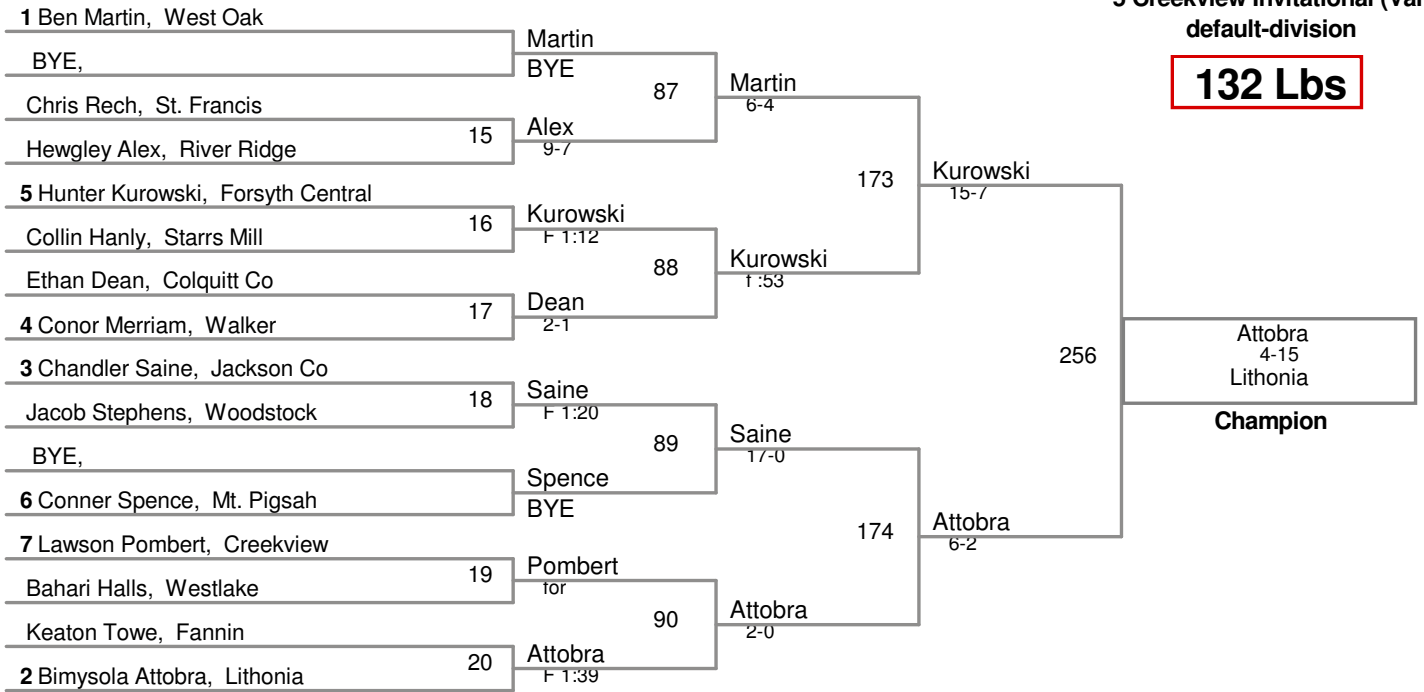 5 Creekview Invitational (Var
default-division
132 Lbs
1 Ben Martin, West Oak
BYE,
Chris Rech, St. Francis
Hewgley Alex, River Ridge
5 Hunter Kurowski, Forsyth Central
Collin Hanly, Starrs Mill
Ethan Dean, Colquitt Co
4 Conor Merriam, Walker
3 Chandler Saine, Jackson Co
Jacob Stephens, Woodstock
BYE,
6 Conner Spence, Mt. Pigsah
7 Lawson Pombert, Creekview
Bahari Halls, Westlake
Keaton Towe, Fannin
2 Bimysola Attobra, Lithonia
15
16
17
18
19
20
Martin
BYE
Alex
9-7
Kurowski
F 1:12
Dean
2-1
Saine
F 1:20
Spence
BYE
Pombert
for
Attobra
F 1:39
87
88
89
90
Martin
6-4
Kurowski
f :53
Saine
17-0
Attobra
2-0
173
174
Kurowski
15-7
Attobra
6-2
256
Attobra
4-15
Lithonia
Champion